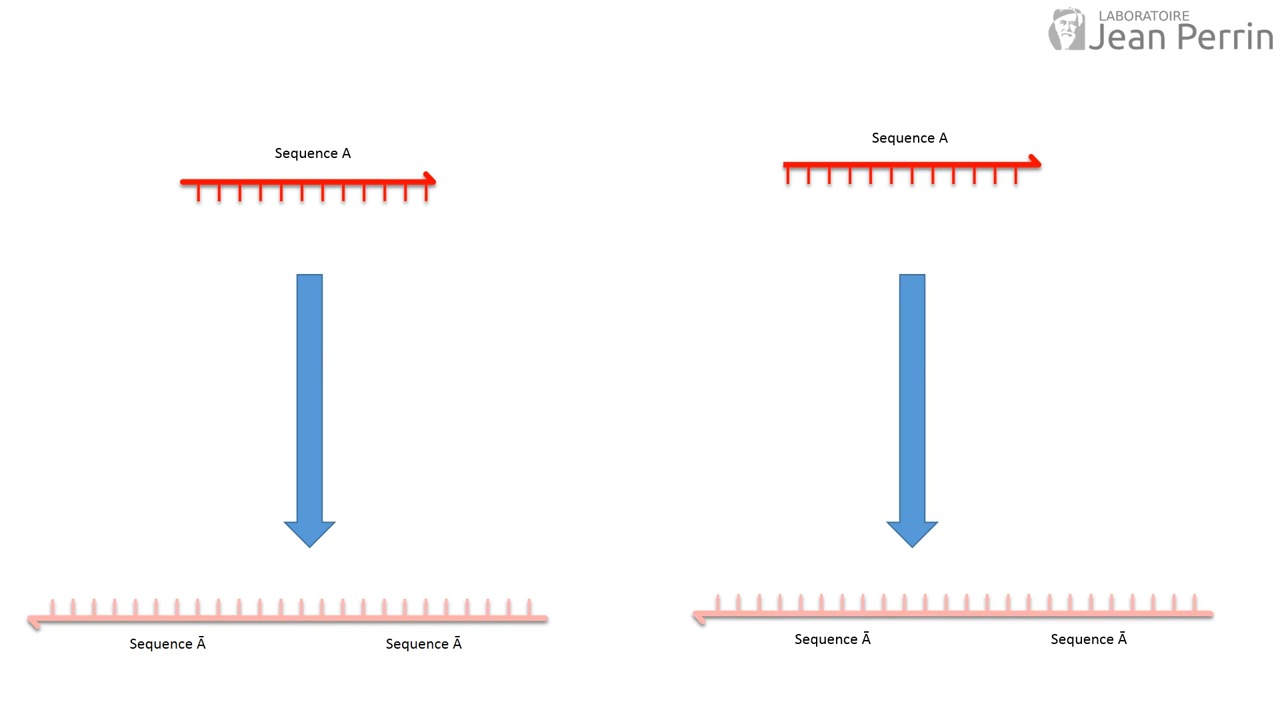 LABORATOIRE
Jean Perrin
Sequence A
Sequence A
Sequence Ā
Sequence Ā
Sequence Ā
Sequence Ā